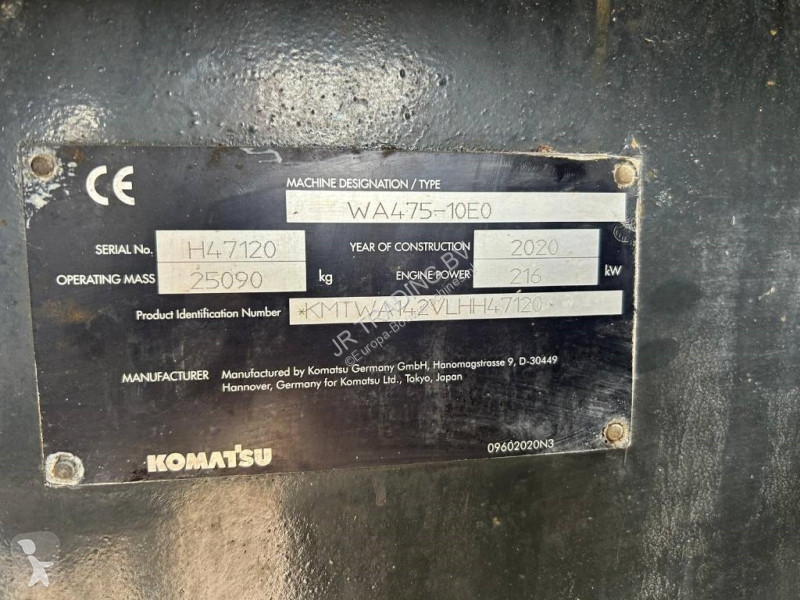 CE
MACHINE DESIGNATION / TYPE
WA475-10E0
SERIAL No. H47120 YEAR OF CONSTRUCTION 2020
OPERATING MASS 25090 kg ENGINE POWER 216 kW
Product Identification Number *KMTWA142VLHH47120*
MANUFACTURER Manufactured by Komatsu Germany GmbH, Hanomagstrasse 9, D-30449
Hannover, Germany for Komatsu Ltd., Tokyo, Japan
KOMATSU
09602020N3
JR TRADING BV